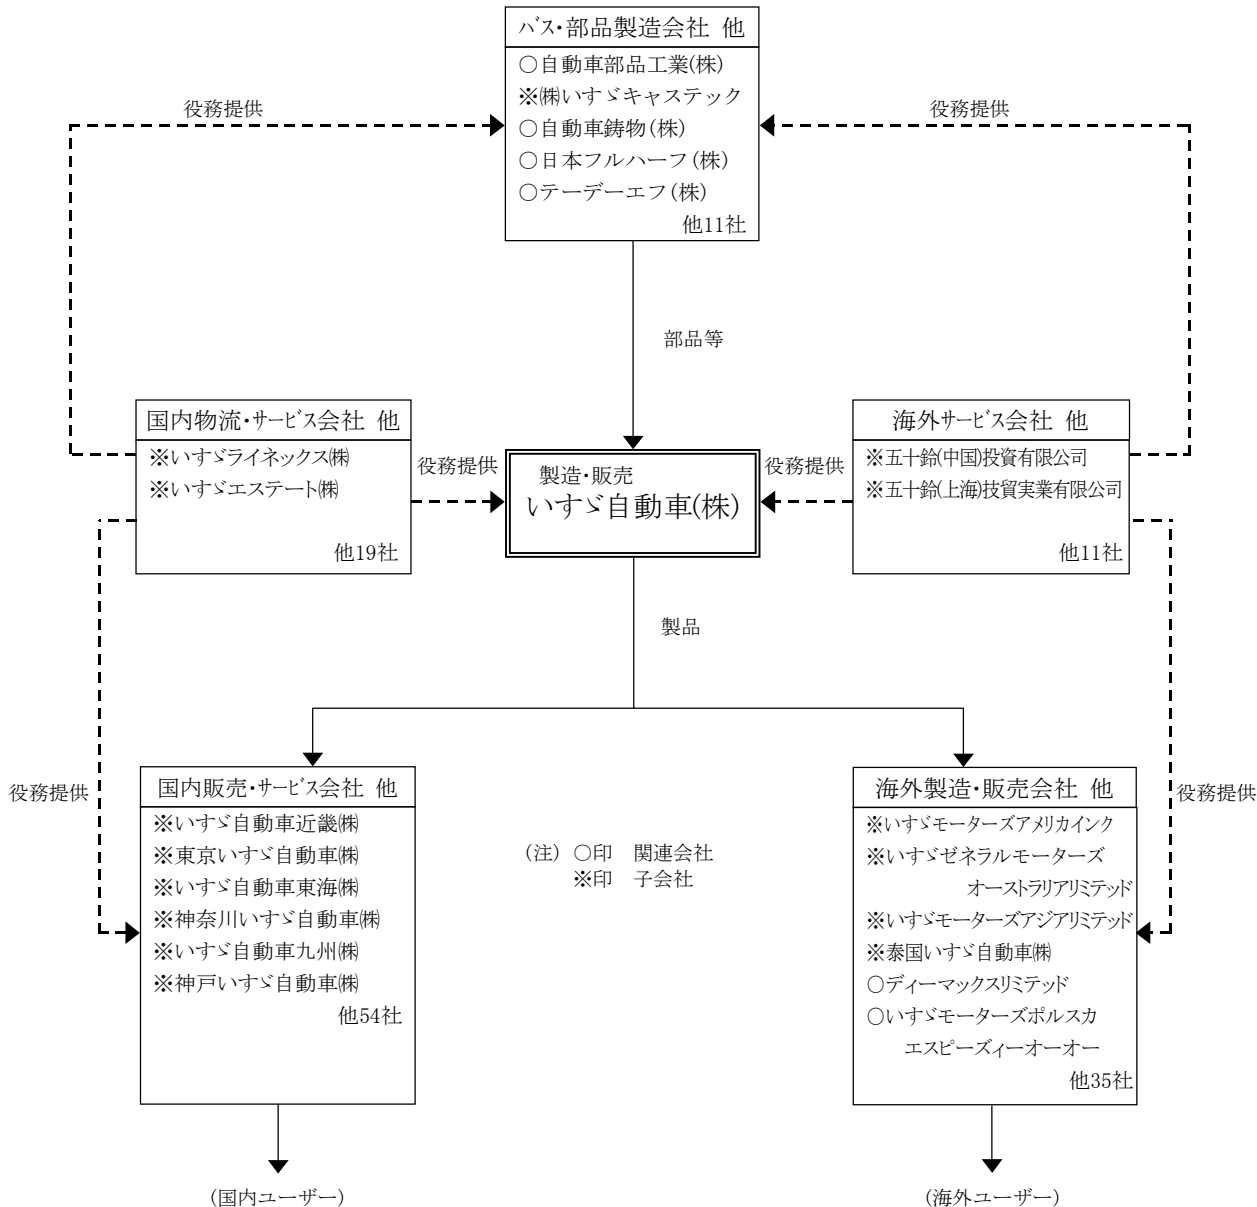 バス・部品製造会社 他
○自動車部品工業(株)
※㈱いすゞキャステック
○自動車鋳物(株)
○日本フルハーフ(株)
○テーデーエフ(株)
他11社
役務提供
役務提供
部品等
国内物流・サービス会社 他
※いすゞライネックス㈱
※いすゞエステート㈱
他19社
役務提供
製造・販売
いすゞ自動車(株)
役務提供
海外サービス会社 他
※五十鈴(中国)投資有限公司
※五十鈴(上海)技貿実業有限公司
他11社
製品
役務提供
国内販売・サービス会社 他
※いすゞ自動車近畿㈱
※東京いすゞ自動車㈱
※いすゞ自動車東海㈱
※神奈川いすゞ自動車㈱
※いすゞ自動車九州㈱
※神戸いすゞ自動車㈱
他54社
(注) ○印 関連会社
※印 子会社
海外製造・販売会社 他
※いすゞモーターズアメリカインク
※いすゞゼネラルモーターズ
オーストラリアリミテッド
※いすゞモーターズアジアリミテッド
※泰国いすゞ自動車㈱
○ディーマックスリミテッド
○いすゞモーターズポルスカ
エスピーズィーオーオー
他35社
役務提供
(国内ユーザー)
(海外ユーザー)